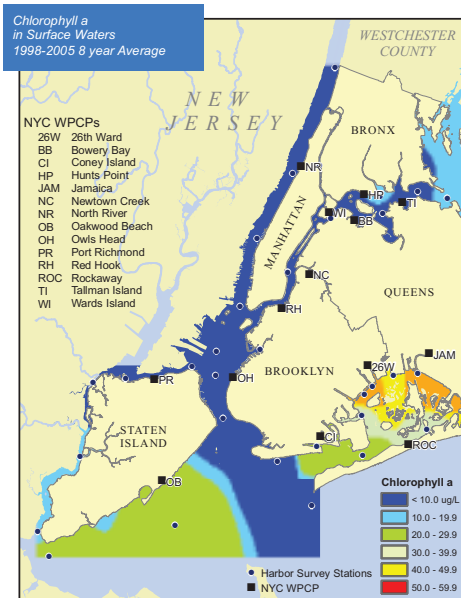 Chlorophyll a
in Surface Waters
1998-2005 8 year Average
WESTCHESTER
COUNTY
NEW
JERSEY
NYC WPCPs
26W 26th Ward
BB Bowery Bay
CI Coney Island
HP Hunts Point
JAM Jamaica
NC Newtown Creek
NR North River
OB Oakwood Beach
OH Owls Head
PR Port Richmond
RH Red Hook
ROC Rockaway
TI Tallman Island
WI Wards Island
BRONX
NR
HP
TI
WI
BB
MANHATTAN
NC
QUEENS
RH
JAM
26W
BROOKLYN
OH
PR
STATEN
ISLAND
CI
ROC
OB
Chlorophyll a
< 10.0 ug/L
10.0 - 19.9
20.0 - 29.9
30.0 - 39.9
40.0 - 49.9
50.0 - 59.9
Harbor Survey Stations
NYC WPCP